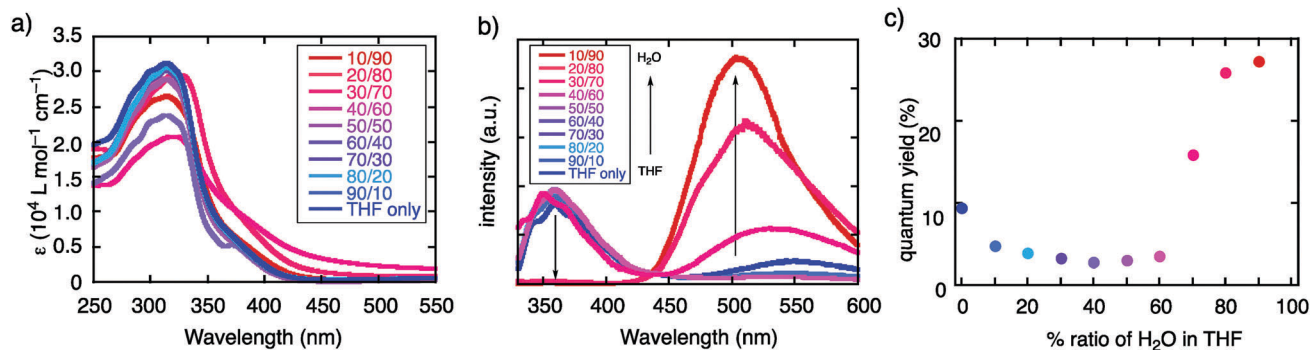 a)
3.5
3.0
2.5
2.0
1.5
1.0
0.5
0
ε (10⁴ L mol⁻¹ cm⁻¹)
10/90
20/80
30/70
40/60
50/50
60/40
70/30
80/20
90/10
THF only
250 300 350 400 450 500 550
Wavelength (nm)
b)
intensity (a.u.)
10/90
20/80
30/70
40/60
50/50
60/40
70/30
80/20
90/10
THF only
H₂O
THF
350 400 450 500 550 600
Wavelength (nm)
c)
30
20
10
0
quantum yield (%)
0 20 40 60 80 100
% ratio of H₂O in THF